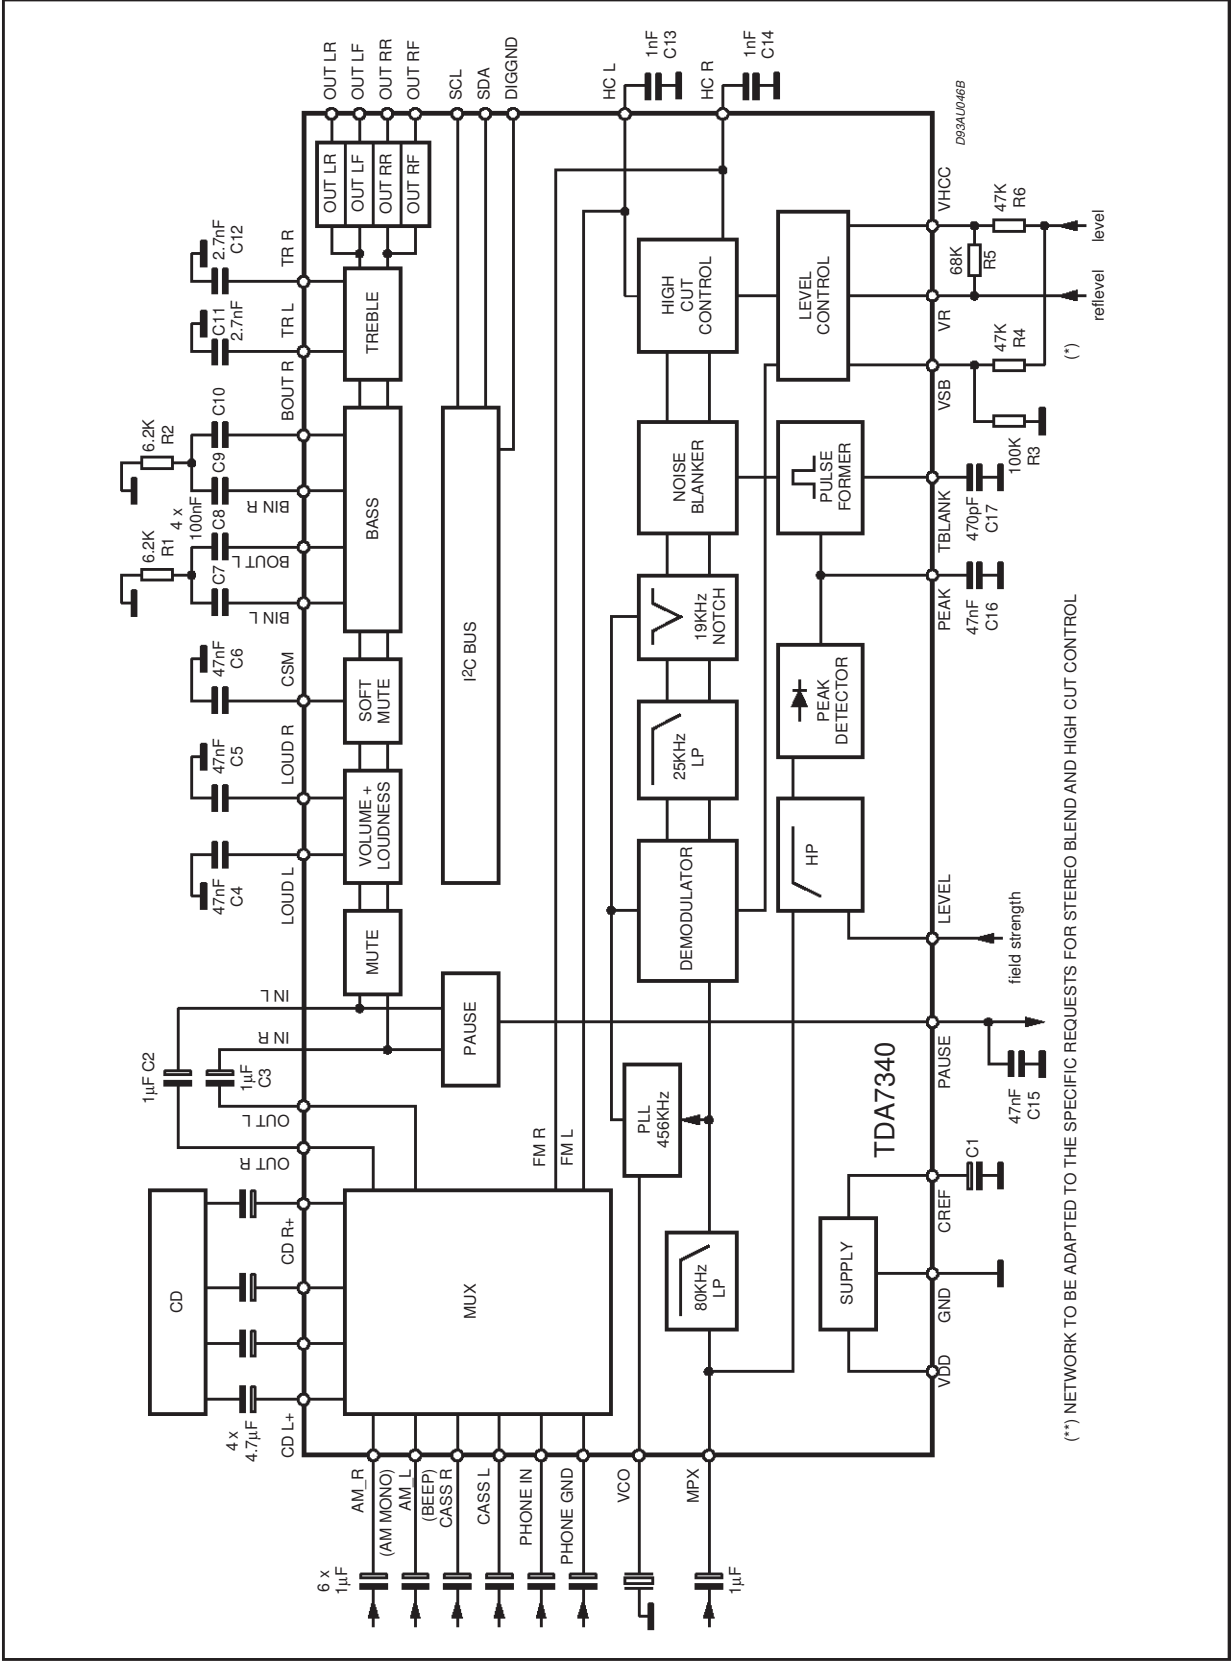 CD
4 x
4.7µF
CD L+
CD R+
OUT R
OUT L
1µF C2
1µF
C3
IN R
IN L
47nF
C4
LOUD L
47nF
C5
LOUD R
47nF
C6
CSM
6.2K
R1
C7
C8
BIN L
BOUT L
4 x
100nF
6.2K
R2
C9
C10
BIN R
BOUT R
C11
2.7nF
TR L
2.7nF
C12
TR R
6 x
1µF
AM_R
(AM MONO)
AM_L
(BEEP)
CASS R
CASS L
PHONE IN
PHONE GND
VCO
MPX
1µF
MUX
MUTE
VOLUME +
LOUDNESS
SOFT
MUTE
BASS
TREBLE
OUT LR
OUT LF
OUT RR
OUT RF
OUT LR
OUT LF
OUT RR
OUT RF
PAUSE
I²C BUS
SCL
SDA
DIGGND
FM R
FM L
80KHz
LP
PLL
456KHz
DEMODULATOR
25KHz
LP
19KHz
NOTCH
NOISE
BLANKER
HIGH
CUT
CONTROL
HC L
1nF
C13
HC R
1nF
C14
SUPPLY
HP
PEAK
DETECTOR
PULSE
FORMER
LEVEL
CONTROL
TDA7340
VDD
GND
CREF
C1
PAUSE
47nF
C15
LEVEL
field strength
PEAK
47nF
C16
TBLANK
470pF
C17
VSB
100K
R3
VR
47K
R4
(*)
68K
R5
VHCC
47K
R6
reflevel
level
D93AU046B
(**) NETWORK TO BE ADAPTED TO THE SPECIFIC REQUESTS FOR STEREO BLEND AND HIGH CUT CONTROL